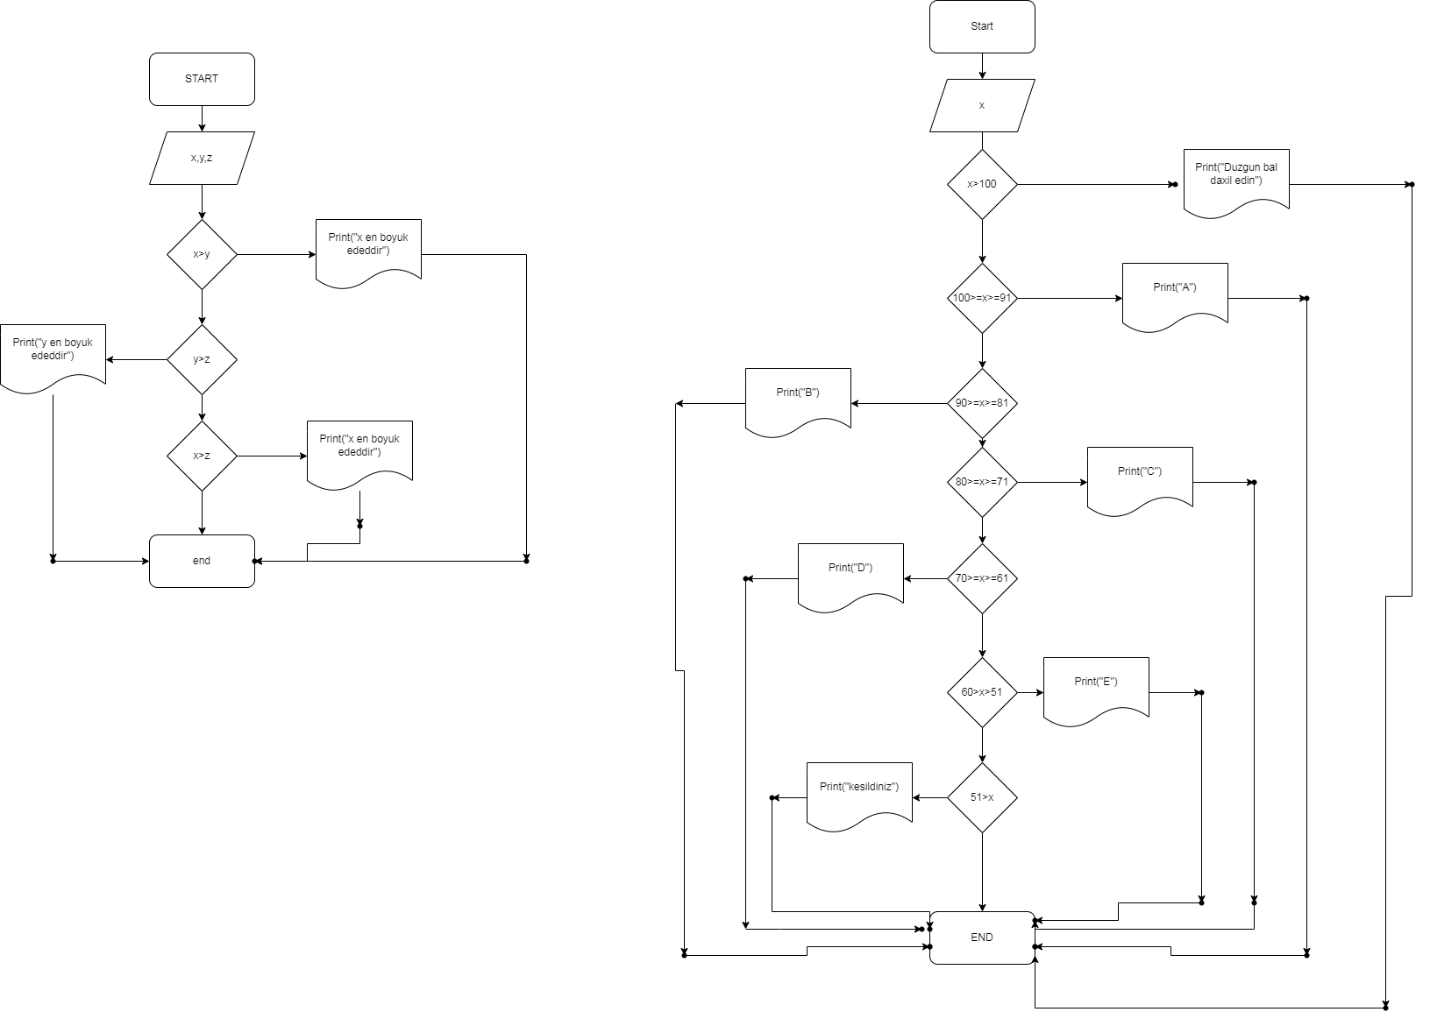 START
x,y,z
x>y
Print("x en boyuk
ededdir")
Print("y en boyuk
ededdir")
y>z
x>z
Print("x en boyuk
ededdir")
end
Start
x
x>100
Print("Duzgun bal
daxil edin")
100>=x>=91
Print("A")
90>=x>=81
Print("B")
80>=x>=71
Print("C")
70>=x>=61
Print("D")
60>x>51
Print("E")
51>x
Print("kesildiniz")
END